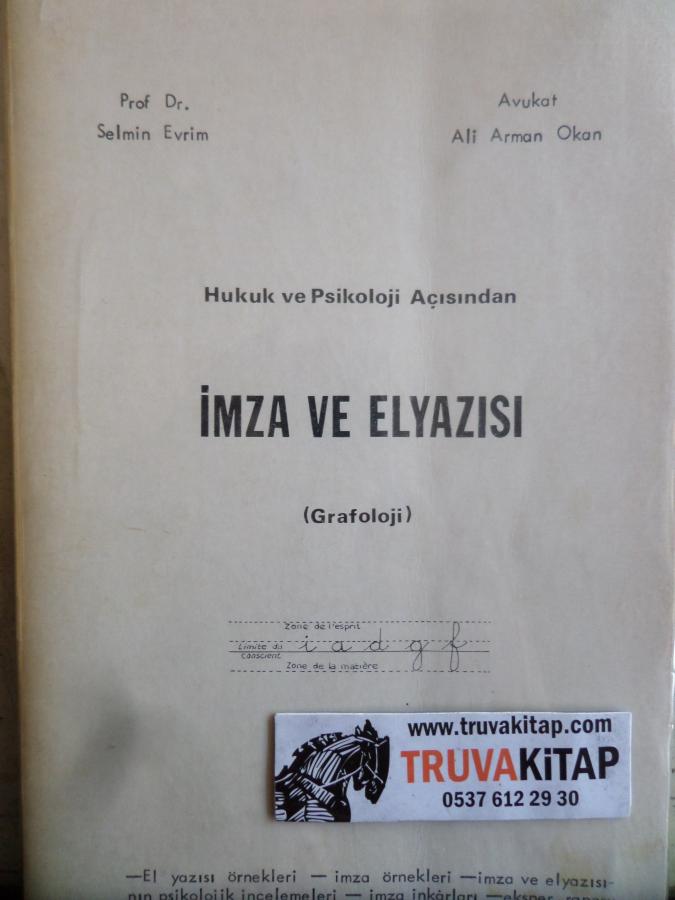 Prof Dr.
Selmin Evrim
Avukat
Ali Arman Okan
Hukuk ve Psikoloji Açısından
İMZA VE ELYAZISI
(Grafoloji)
Zone de l'esprit
Limite du
conscient
i a d g f
Zone de la matière
www.truvakitap.com
TRUVAKiTAP
0537 612 29 30
—El yazısı örnekleri — imza örnekleri —imza ve elyazısı-
nın psikolojik incelemeleri — imza inkârları —eksper